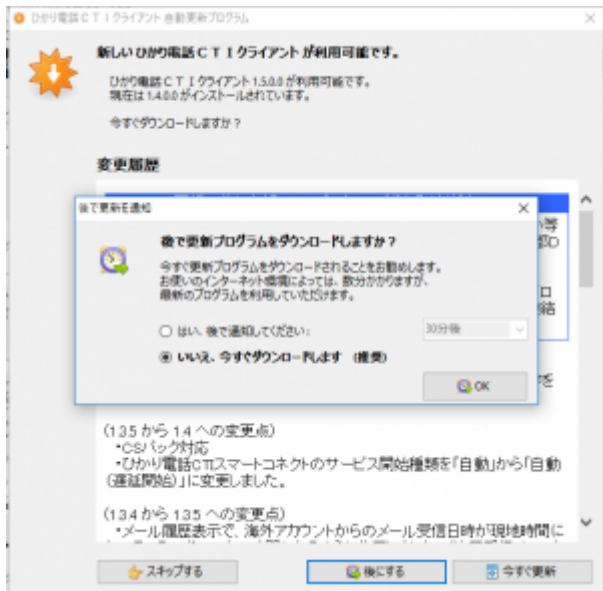 ひかり電話ＣＴＩクライアント 自動更新プログラム
新しい ひかり電話ＣＴＩクライアント が利用可能です。
ひかり電話ＣＴＩクライアント 1.5.0.0 が利用可能です。
現在は 1.4.0.0 がインストールされています。
今すぐダウンロードしますか？
変更履歴
後で更新を通知
後で更新プログラムをダウンロードしますか？
今すぐ更新プログラムをダウンロードされることをお勧めします。
お使いのインターネット環境によっては、数分かかりますが、
最新のプログラムを利用していただけます。
はい、後で通知してください：
30分後
いいえ、今すぐダウンロードします （推奨）
OK
(1.3.5 から 1.4 への変更点)
・CSパック対応
・ひかり電話CTIスマートコネクトのサービス開始種類を「自動」から「自動
(遅延開始)」に変更しました。
(1.3.4 から 1.3.5 への変更点)
・メール履歴表示で、海外アカウントからのメール受信日時が現地時間に
スキップする
後にする
今すぐ更新